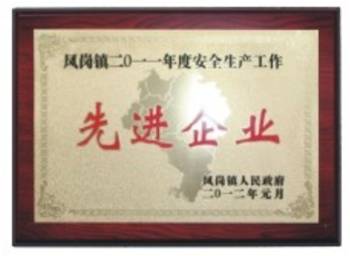 凤岗镇二〇一一年度安全生产工作
先进企业
凤岗镇人民政府
二〇一二年元月